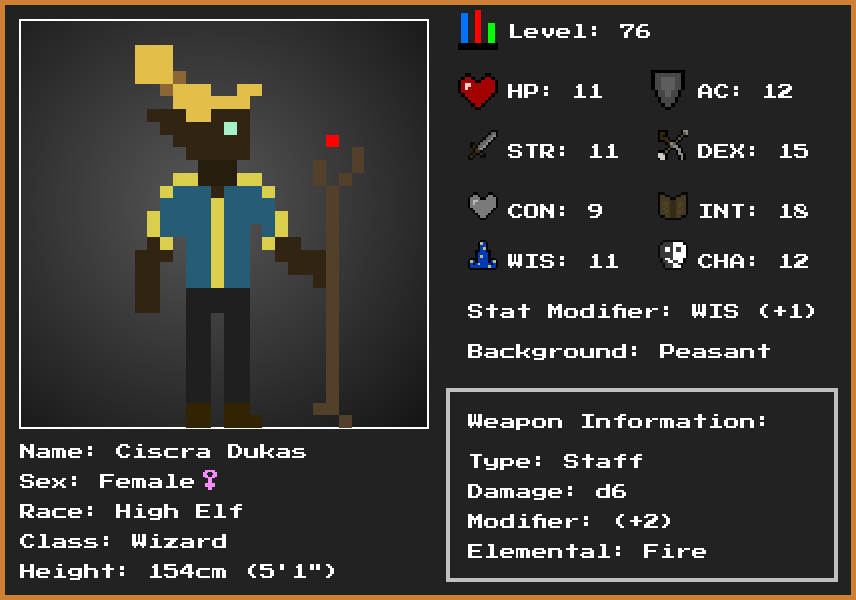 Level: 76
HP: 11 AC: 12
STR: 11 DEX: 15
CON: 9 INT: 18
WIS: 11 CHA: 12
Stat Modifier: WIS (+1)
Background: Peasant
Weapon Information:
Type: Staff
Damage: d6
Modifier: (+2)
Elemental: Fire
Name: Ciscra Dukas
Sex: Female♀
Race: High Elf
Class: Wizard
Height: 154cm (5'1")